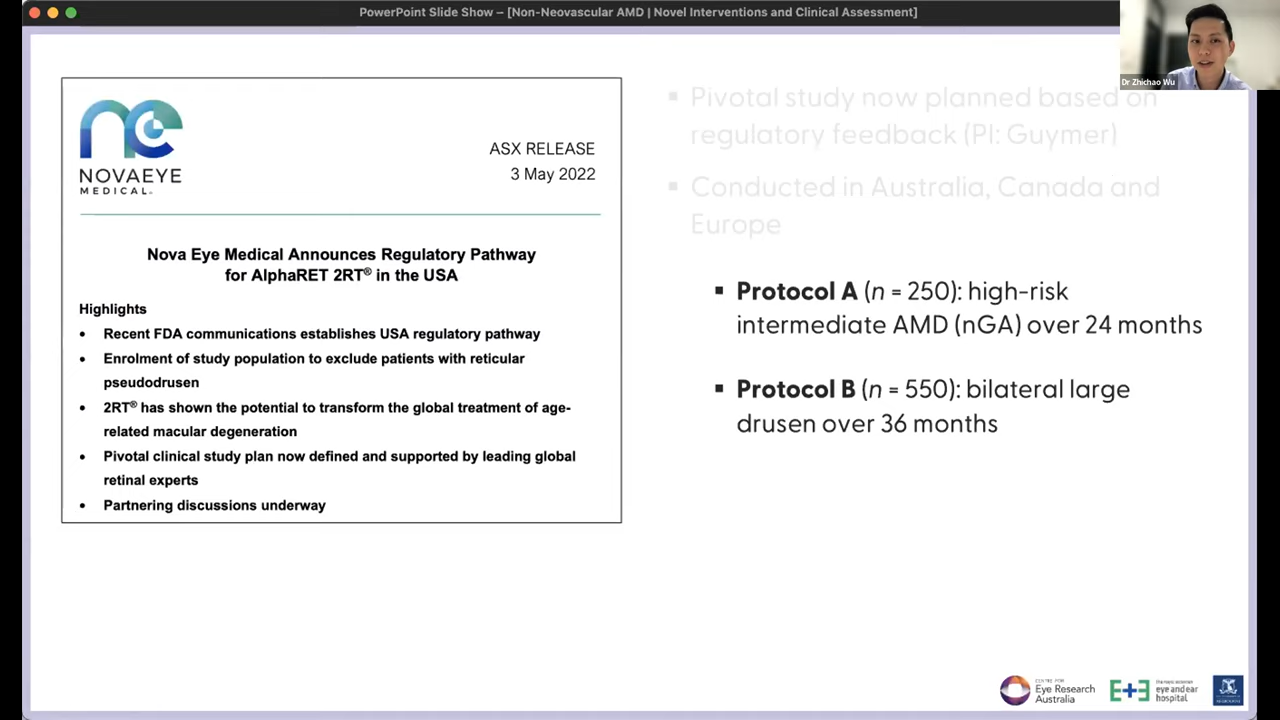 PowerPoint Slide Show – [Non-Neovascular AMD | Novel Interventions and Clinical Assessment]
Dr Zhichao Wu
NOVAEYE
MEDICAL
ASX RELEASE
3 May 2022
Nova Eye Medical Announces Regulatory Pathway
for AlphaRET 2RT® in the USA
Highlights
• Recent FDA communications establishes USA regulatory pathway
• Enrolment of study population to exclude patients with reticular
pseudodrusen
• 2RT® has shown the potential to transform the global treatment of age-
related macular degeneration
• Pivotal clinical study plan now defined and supported by leading global
retinal experts
• Partnering discussions underway
▪ Pivotal study now planned based on
regulatory feedback (PI: Guymer)
▪ Conducted in Australia, Canada and
Europe
▪ Protocol A (n = 250): high-risk
intermediate AMD (nGA) over 24 months
▪ Protocol B (n = 550): bilateral large
drusen over 36 months
CENTRE FOR
Eye Research
Australia
eye and ear
hospital